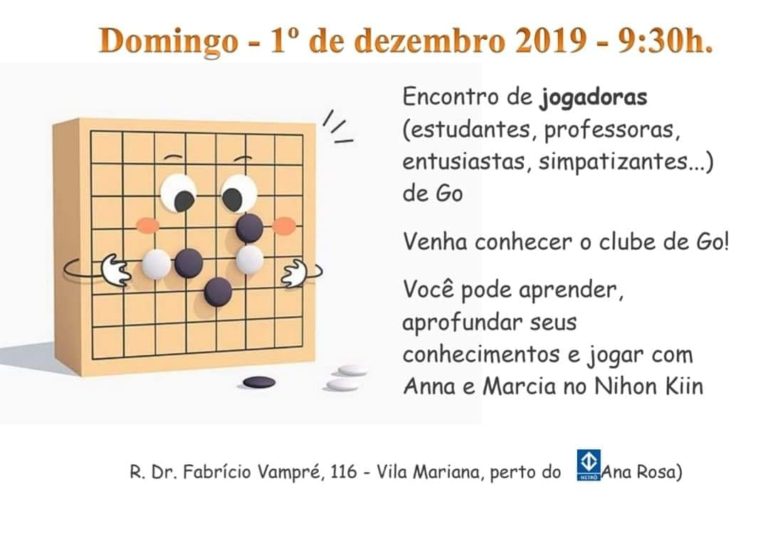 Domingo - 1º de dezembro 2019 - 9:30h.
Encontro de jogadoras
(estudantes, professoras,
entusiastas, simpatizantes...)
de Go
Venha conhecer o clube de Go!
Você pode aprender,
aprofundar seus
conhecimentos e jogar com
Anna e Marcia no Nihon Kiin
R. Dr. Fabrício Vampré, 116 - Vila Mariana, perto do METRÔ Ana Rosa)